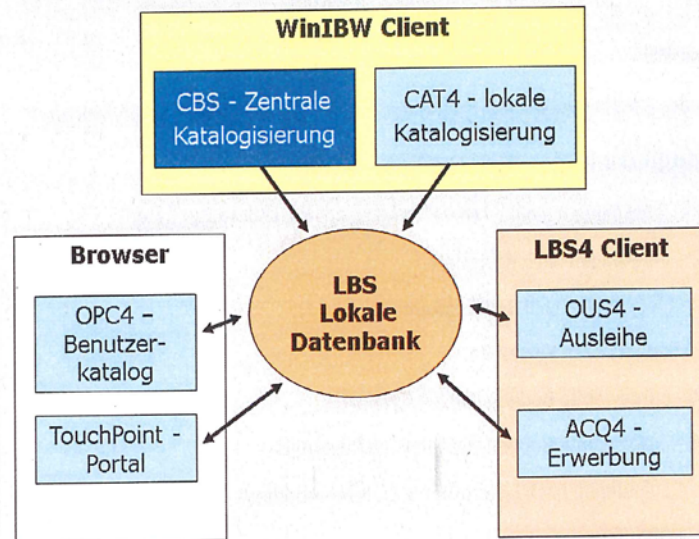 WinIBW Client
CBS - Zentrale
Katalogisierung
CAT4 - lokale
Katalogisierung
Browser
OPC4 –
Benutzer-
katalog
TouchPoint -
Portal
LBS
Lokale
Datenbank
LBS4 Client
OUS4 -
Ausleihe
ACQ4 -
Erwerbung